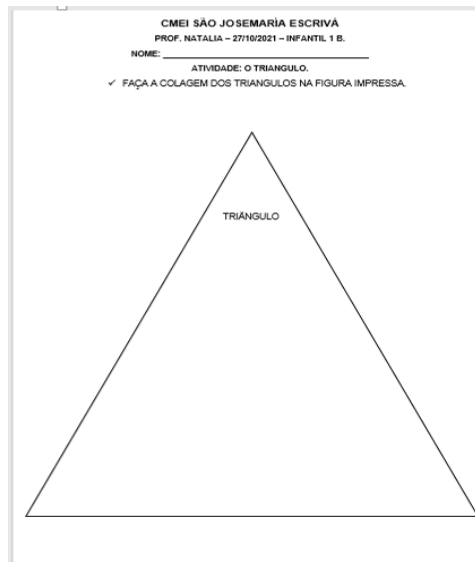 CMEI SÃO JOSEMARÍA ESCRIVÁ
PROF. NATALIA – 27/10/2021 – INFANTIL 1 B.
NOME: ______________________________
ATIVIDADE: O TRIANGULO.
✓ FAÇA A COLAGEM DOS TRIANGULOS NA FIGURA IMPRESSA.
TRIÂNGULO